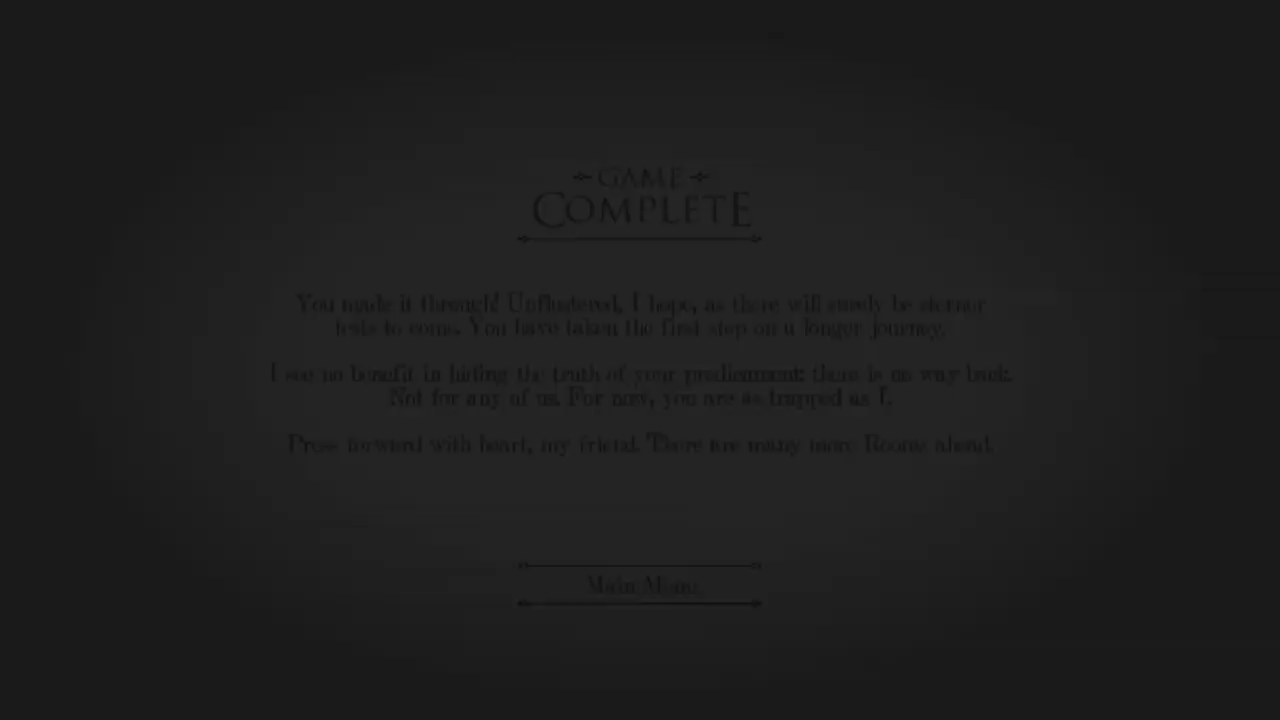 GAME
COMPLETE
You made it through! Unflustered, I hope, as there will surely be sterner
tests to come. You have taken the first step on a longer journey.
I see no benefit in hiding the truth of your predicament: there is no way back.
Not for any of us. For now, you are as trapped as I.
Press forward with heart, my friend. There are many more Rooms ahead.
Main Menu